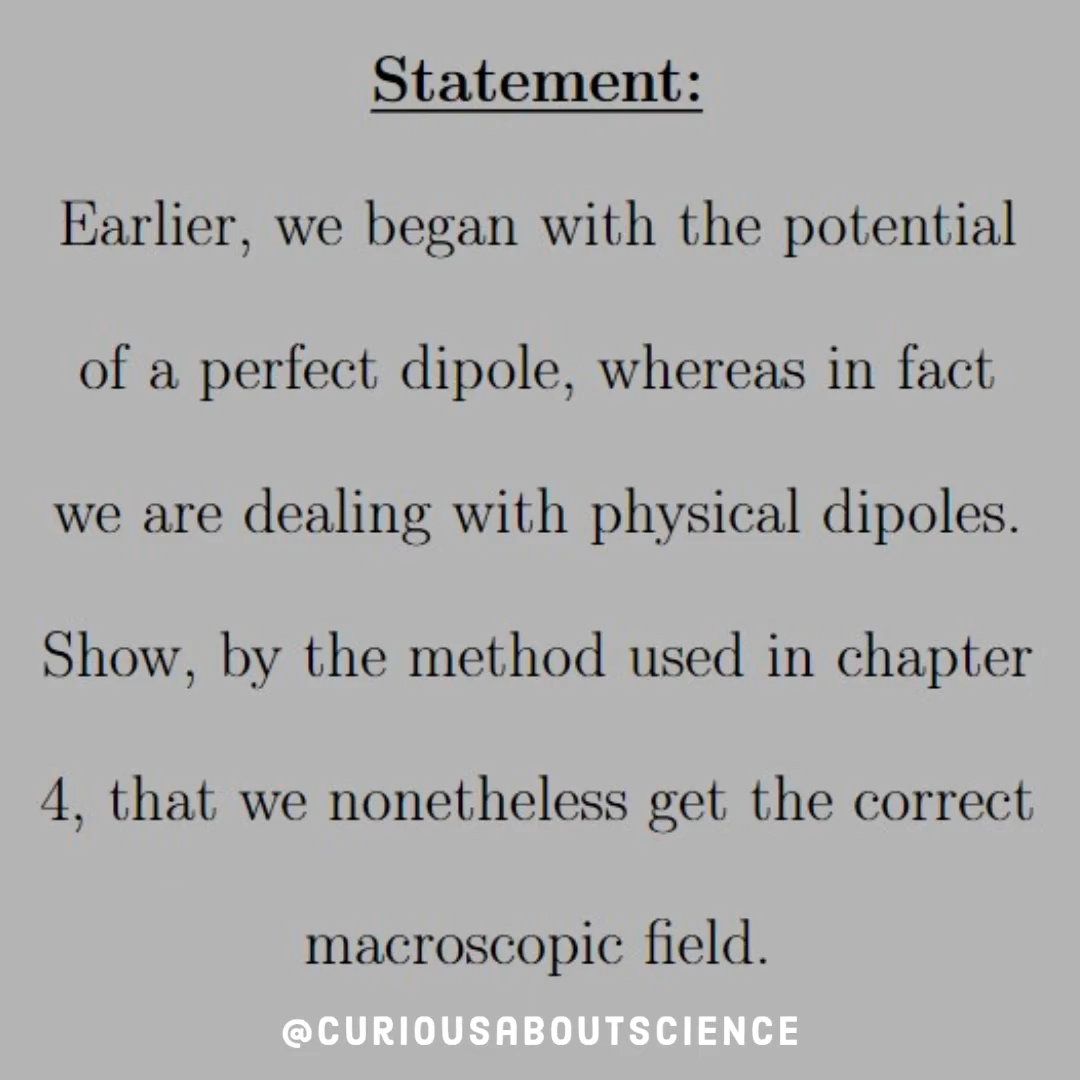 Statement:
Earlier, we began with the potential
of a perfect dipole, whereas in fact
we are dealing with physical dipoles.
Show, by the method used in chapter
4, that we nonetheless get the correct
macroscopic field.
@CURIOUSABOUTSCIENCE